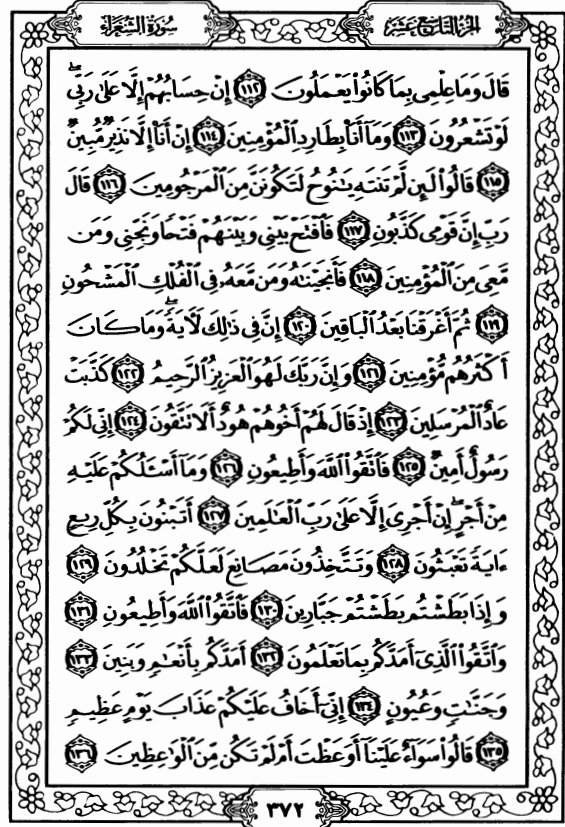 سورة الشعراء
الجزء التاسع عشر
قَالَ وَمَا عِلْمِى بِمَا كَانُوا۟ يَعْمَلُونَ ١١٢ إِنْ حِسَابُهُمْ إِلَّا عَلَىٰ رَبِّى ۖ
لَوْ تَشْعُرُونَ ١١٣ وَمَآ أَنَا۠ بِطَارِدِ ٱلْمُؤْمِنِينَ ١١٤ إِنْ أَنَا۠ إِلَّا نَذِيرٌ مُّبِينٌ
١١٥ قَالُوا۟ لَئِن لَّمْ تَنتَهِ يَـٰنُوحُ لَتَكُونَنَّ مِنَ ٱلْمَرْجُومِينَ ١١٦ قَالَ
رَبِّ إِنَّ قَوْمِى كَذَّبُونِ ١١٧ فَٱفْتَحْ بَيْنِى وَبَيْنَهُمْ فَتْحًا وَنَجِّنِى وَمَن
مَّعِىَ مِنَ ٱلْمُؤْمِنِينَ ١١٨ فَأَنجَيْنَـٰهُ وَمَن مَّعَهُۥ فِى ٱلْفُلْكِ ٱلْمَشْحُونِ
١١٩ ثُمَّ أَغْرَقْنَا بَعْدُ ٱلْبَاقِينَ ١٢٠ إِنَّ فِى ذَٰلِكَ لَـَٔايَةً ۖ وَمَا كَانَ
أَكْثَرُهُم مُّؤْمِنِينَ ١٢١ وَإِنَّ رَبَّكَ لَهُوَ ٱلْعَزِيزُ ٱلرَّحِيمُ ١٢٢ كَذَّبَتْ
عَادٌ ٱلْمُرْسَلِينَ ١٢٣ إِذْ قَالَ لَهُمْ أَخُوهُمْ هُودٌ أَلَا تَتَّقُونَ ١٢٤ إِنِّى لَكُمْ
رَسُولٌ أَمِينٌ ١٢٥ فَٱتَّقُوا۟ ٱللَّهَ وَأَطِيعُونِ ١٢٦ وَمَآ أَسْـَٔلُكُمْ عَلَيْهِ
مِنْ أَجْرٍ ۖ إِنْ أَجْرِىَ إِلَّا عَلَىٰ رَبِّ ٱلْعَـٰلَمِينَ ١٢٧ أَتَبْنُونَ بِكُلِّ رِيعٍ
ءَايَةً تَعْبَثُونَ ١٢٨ وَتَتَّخِذُونَ مَصَانِعَ لَعَلَّكُمْ تَخْلُدُونَ ١٢٩
وَإِذَا بَطَشْتُم بَطَشْتُمْ جَبَّارِينَ ١٣٠ فَٱتَّقُوا۟ ٱللَّهَ وَأَطِيعُونِ ١٣١
وَٱتَّقُوا۟ ٱلَّذِىٓ أَمَدَّكُم بِمَا تَعْلَمُونَ ١٣٢ أَمَدَّكُم بِأَنْعَـٰمٍ وَبَنِينَ ١٣٣
وَجَنَّـٰتٍ وَعُيُونٍ ١٣٤ إِنِّىٓ أَخَافُ عَلَيْكُمْ عَذَابَ يَوْمٍ عَظِيمٍ
١٣٥ قَالُوا۟ سَوَآءٌ عَلَيْنَآ أَوَعَظْتَ أَمْ لَمْ تَكُن مِّنَ ٱلْوَٰعِظِينَ ١٣٦
٣٧٢